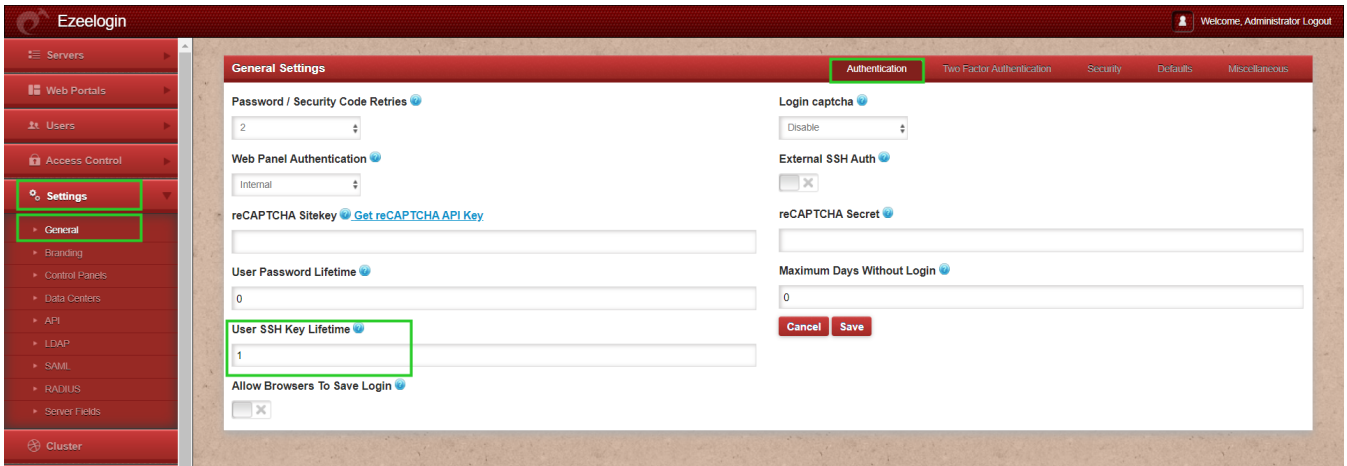 Ezeelogin
Welcome, Administrator Logout
Servers
Web Portals
Users
Access Control
Settings
General
Branding
Control Panels
Data Centers
API
LDAP
SAML
RADIUS
Server Fields
Cluster
General Settings
Authentication
Two Factor Authentication
Security
Defaults
Miscellaneous
Password / Security Code Retries
2
Login captcha
Disable
Web Panel Authentication
Internal
External SSH Auth
reCAPTCHA Sitekey Get reCAPTCHA API Key
reCAPTCHA Secret
User Password Lifetime
0
Maximum Days Without Login
0
User SSH Key Lifetime
1
Cancel Save
Allow Browsers To Save Login